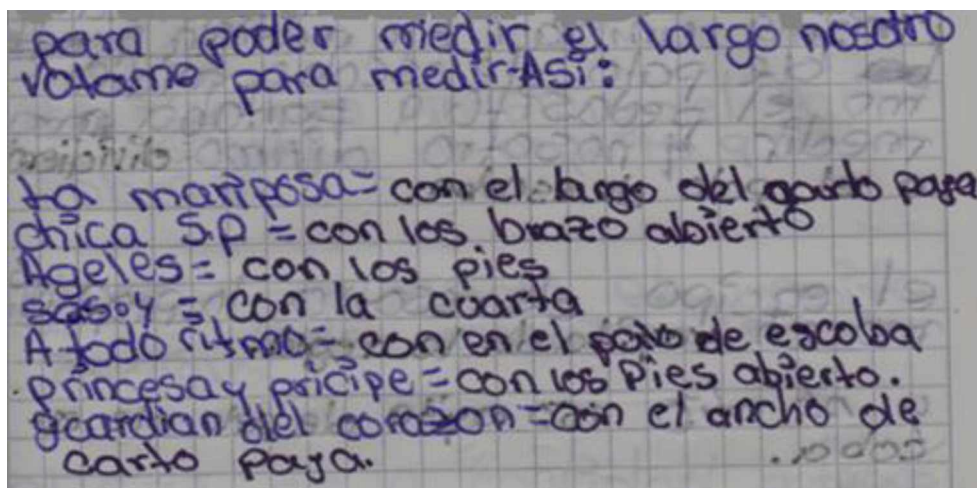 para poder medir el largo nosotro
votame para medir-Asi:
La mariposa= con el largo del garto paya
chica S.P = con los brazo abierto
Ageles= con los pies
sasoy = con la cuarta
A todo ritmo= con en el palo de escoba
princesa y pricipe = con los Pies abierto.
gcardian del corazon = con el ancho de
carto paya.